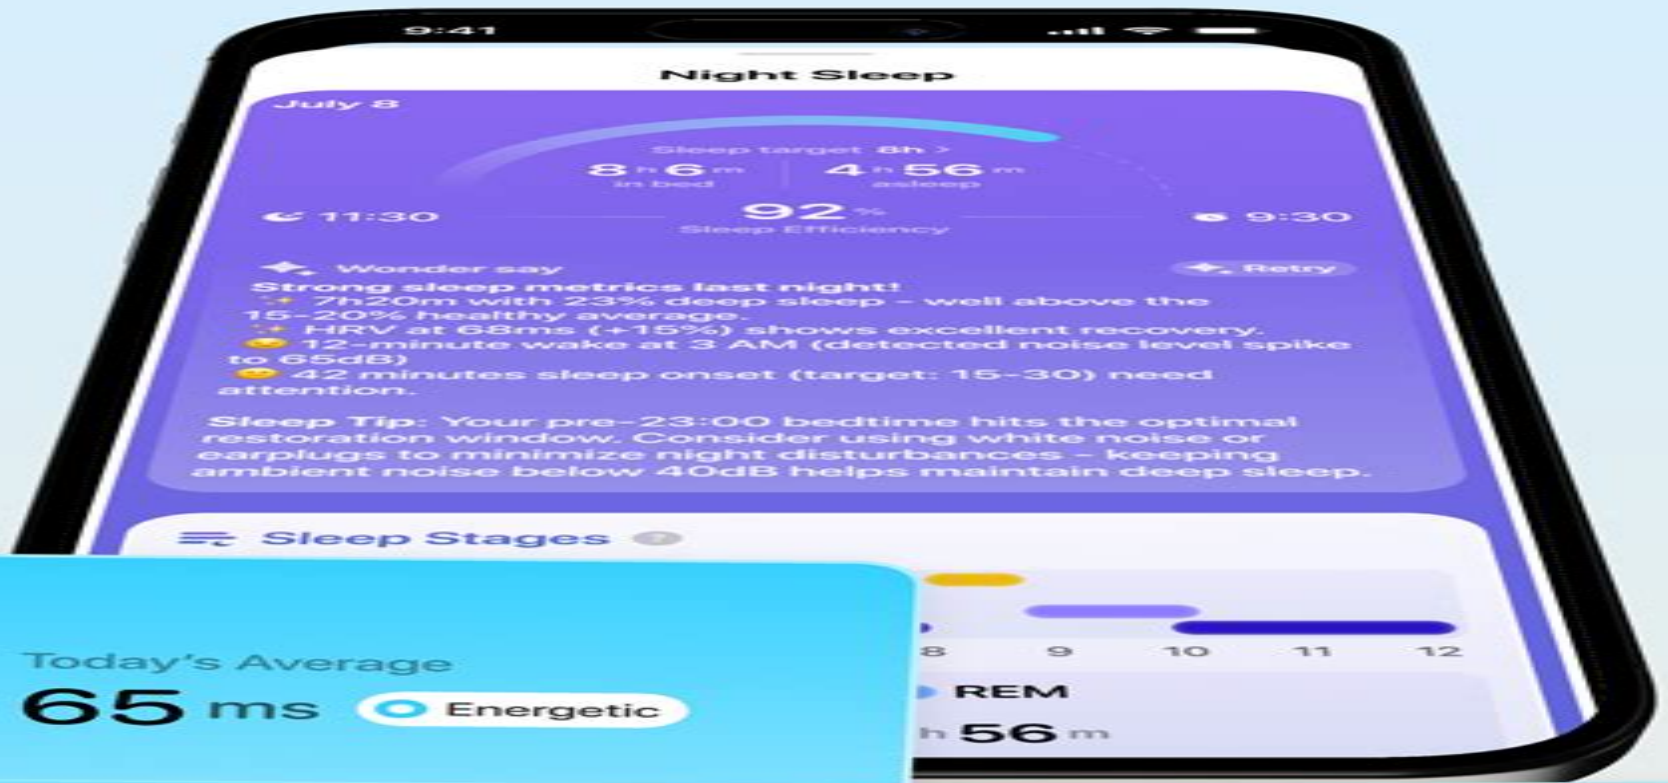 9:41
Night Sleep
July 8
Sleep target 8h >
8 h 6 m 4 h 56 m
in bed asleep
11:30 92 % 9:30
Sleep Efficiency
Wonder say Retry
Strong sleep metrics last night!
7h20m with 23% deep sleep - well above the
15-20% healthy average.
HRV at 68ms (+15%) shows excellent recovery.
12-minute wake at 3 AM (detected noise level spike
to 65dB)
42 minutes sleep onset (target: 15-30) need
attention.
Sleep Tip: Your pre-23:00 bedtime hits the optimal
restoration window. Consider using white noise or
earplugs to minimize night disturbances - keeping
ambient noise below 40dB helps maintain deep sleep.
Sleep Stages ?
8 9 10 11 12
REM
h 56 m
Today's Average
65 ms Energetic